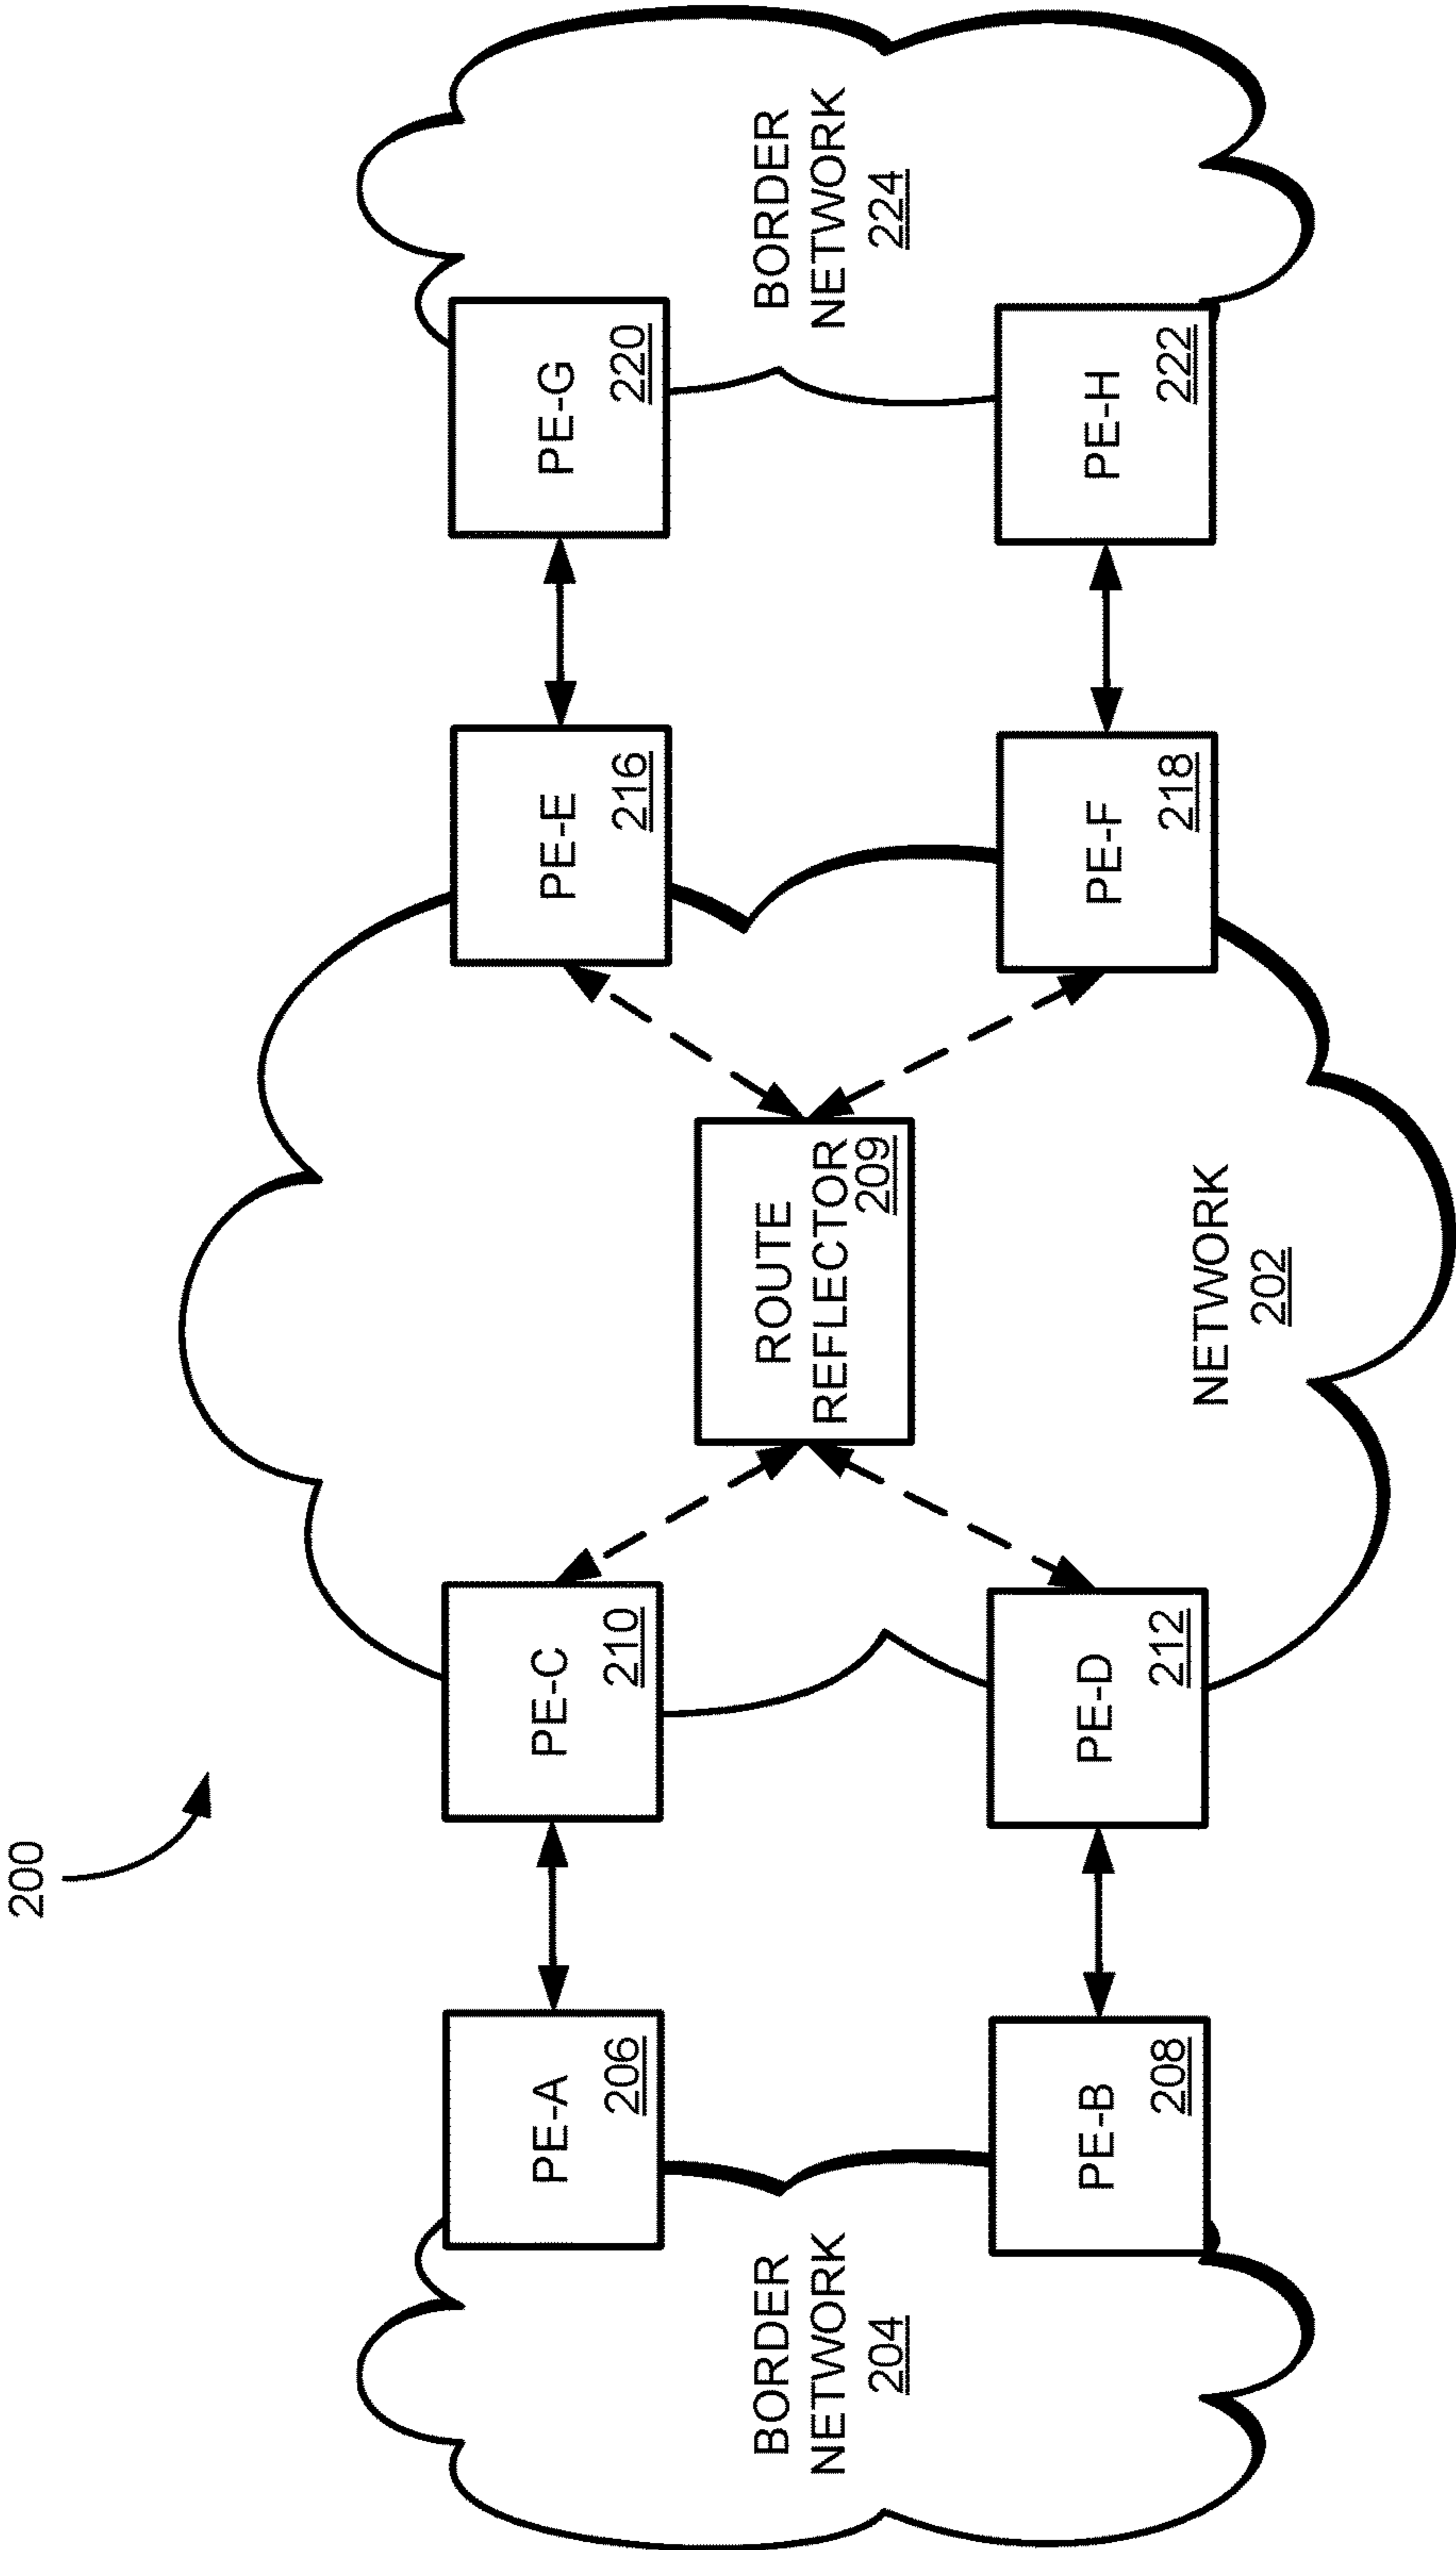 200
BORDER
NETWORK
204
PE-A
206
PE-B
208
PE-C
210
PE-D
212
ROUTE
REFLECTOR
209
NETWORK
202
PE-E
216
PE-F
218
PE-G
220
PE-H
222
BORDER
NETWORK
224